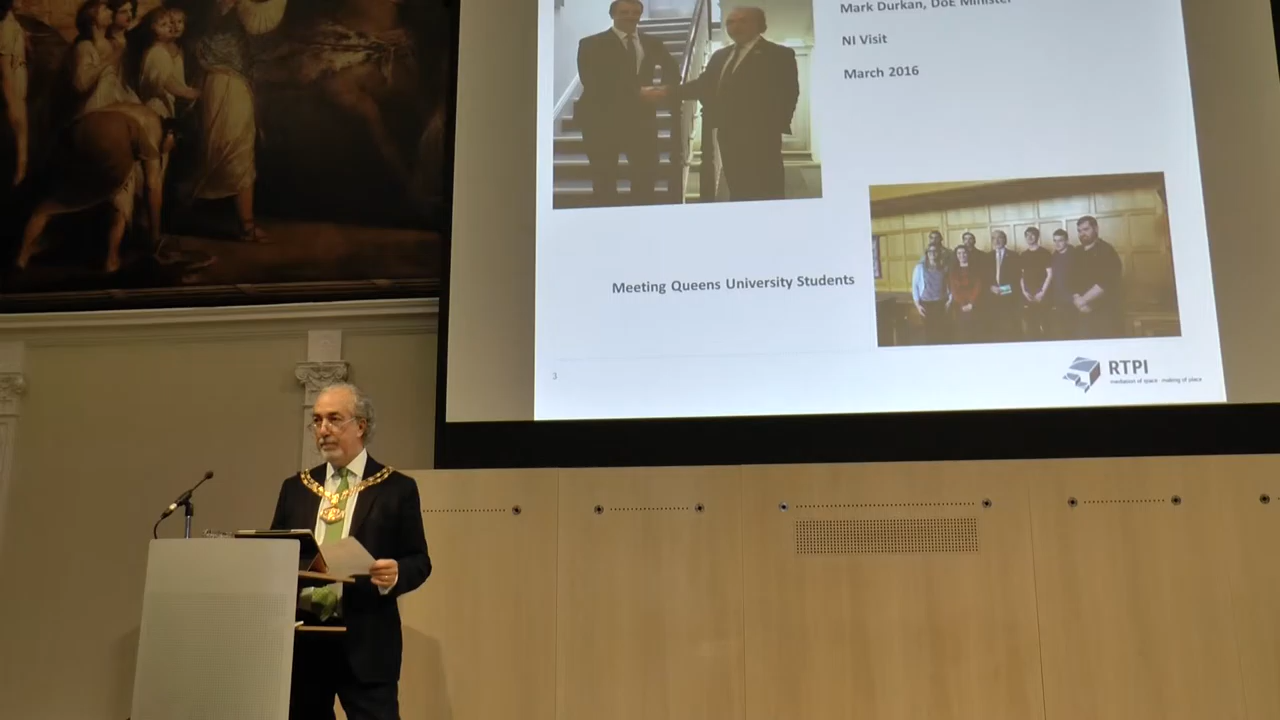 Mark Durkan, DoE Minister
NI Visit
March 2016
Meeting Queens University Students
3
RTPI
mediation of space · making of place